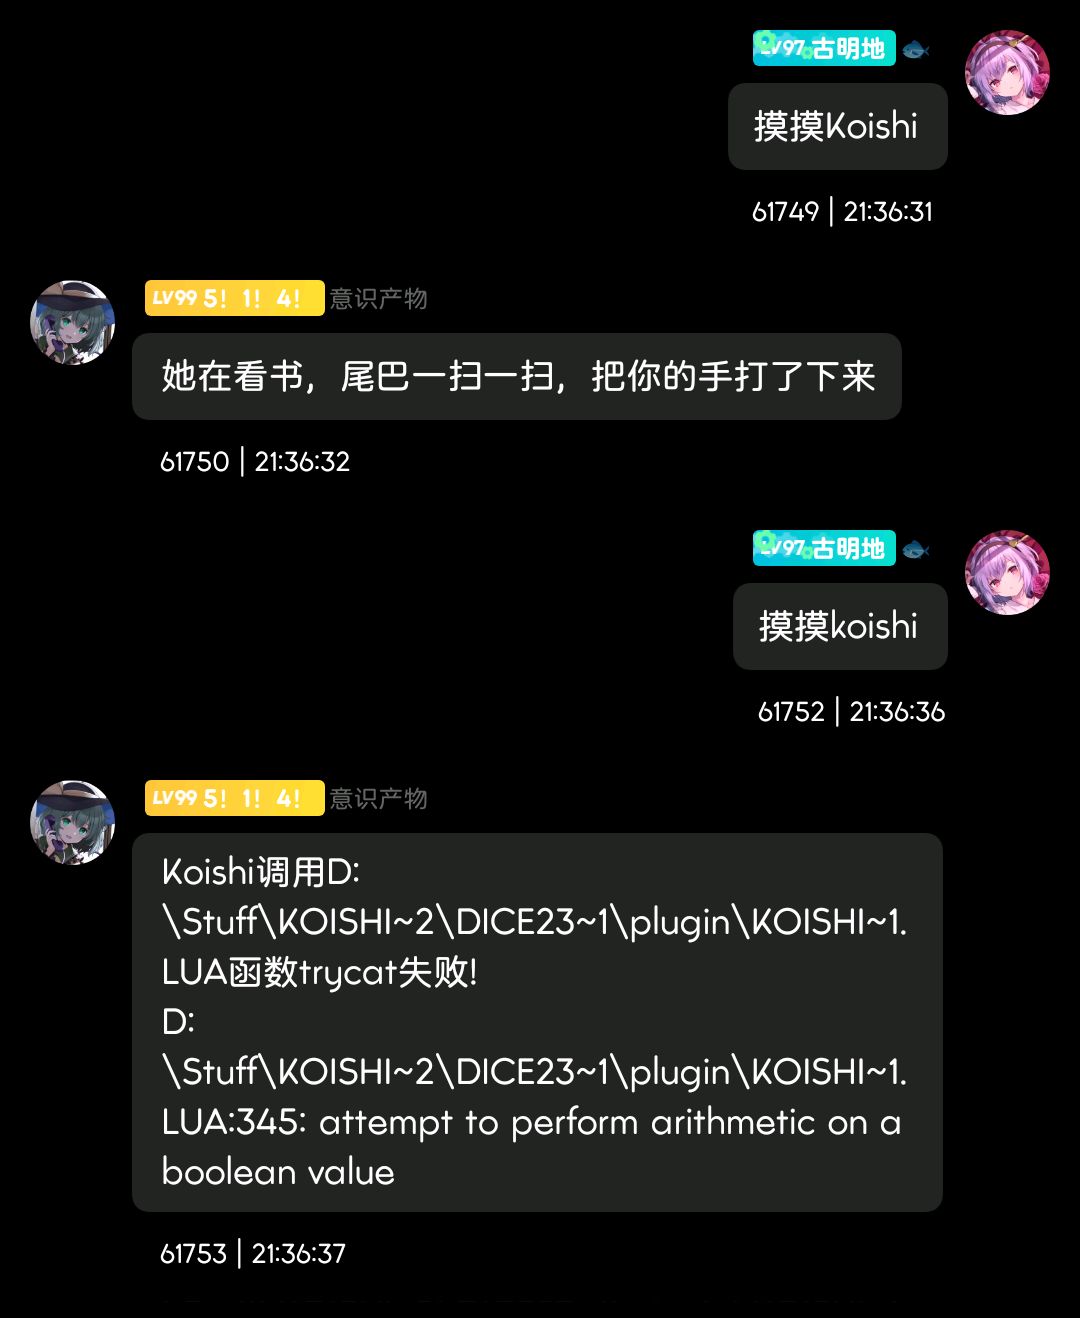 LV97 古明地
摸摸Koishi
61749 | 21:36:31
LV99 5！1！4！ 意识产物
她在看书，尾巴一扫一扫，把你的手打了下来
61750 | 21:36:32
LV97 古明地
摸摸koishi
61752 | 21:36:36
LV99 5！1！4！ 意识产物
Koishi调用D:
\Stuff\KOISHI~2\DICE23~1\plugin\KOISHI~1.
LUA函数trycat失败!
D:
\Stuff\KOISHI~2\DICE23~1\plugin\KOISHI~1.
LUA:345: attempt to perform arithmetic on a
boolean value
61753 | 21:36:37